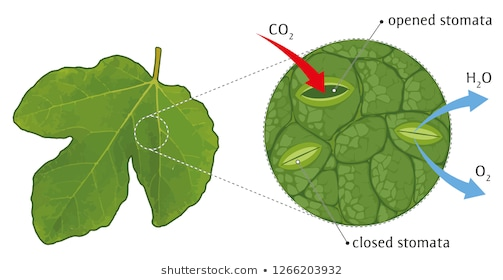 opened stomata
CO₂
H₂O
O₂
closed stomata
shutterstock.com • 1266203932